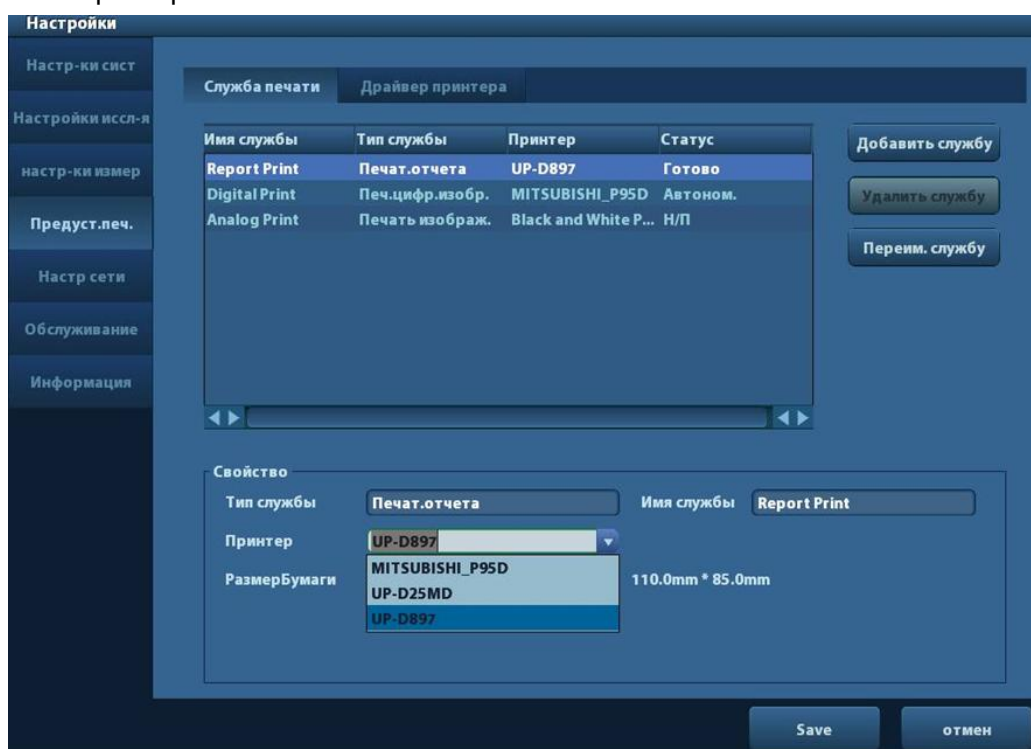 Настройки
Настр-ки сист
Настройки иссл-я
настр-ки измер
Предуст.печ.
Настр сети
Обслуживание
Информация
Служба печати Драйвер принтера
Имя службы Тип службы Принтер Статус
Report Print Печат.отчета UP-D897 Готово
Digital Print Печ.цифр.изобр. MITSUBISHI_P95D Автоном.
Analog Print Печать изображ. Black and White P... Н/П
Добавить службу
Удалить службу
Переим. службу
Свойство
Тип службы Печат.отчета Имя службы Report Print
Принтер UP-D897
MITSUBISHI_P95D
РазмерБумаги 110.0mm * 85.0mm
UP-D25MD
UP-D897
Save отмен